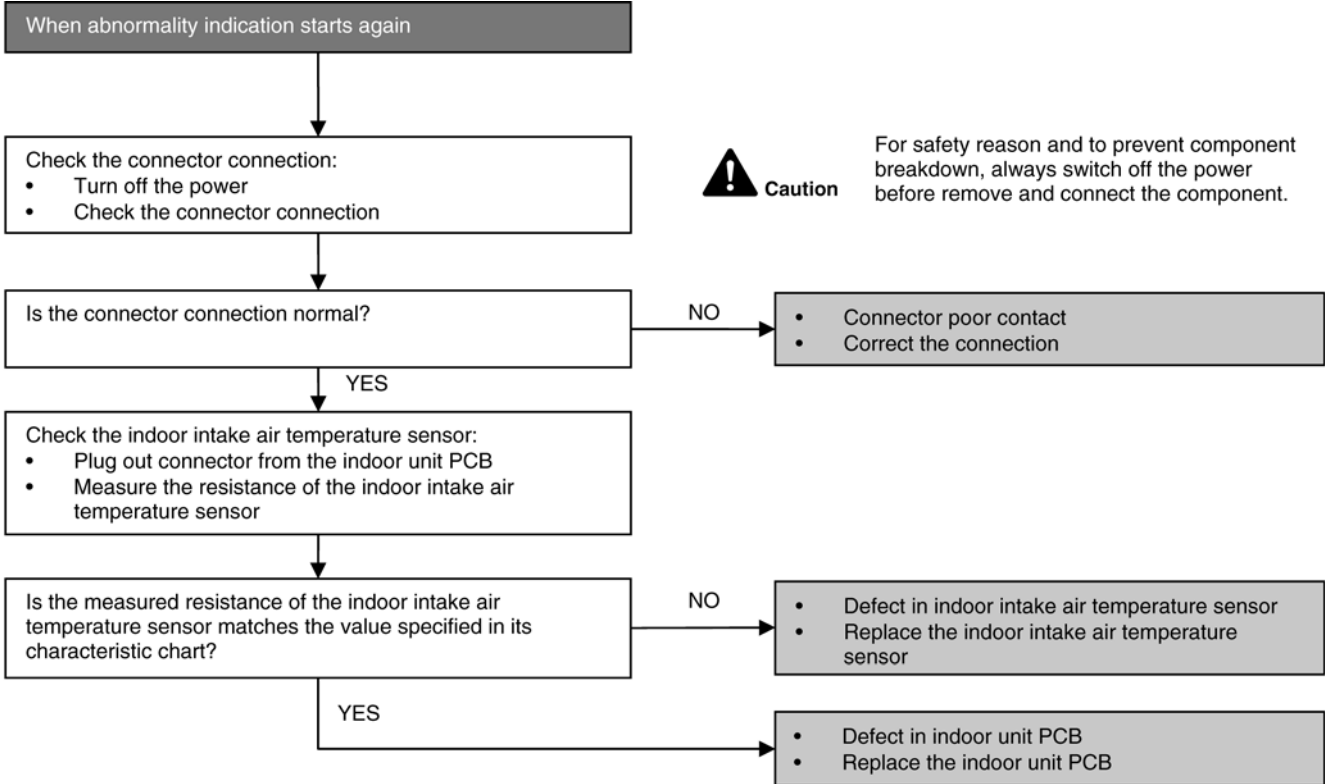 When abnormality indication starts again
Check the connector connection:
• Turn off the power
• Check the connector connection
Caution
For safety reason and to prevent component
breakdown, always switch off the power
before remove and connect the component.
Is the connector connection normal?
NO
• Connector poor contact
• Correct the connection
YES
Check the indoor intake air temperature sensor:
• Plug out connector from the indoor unit PCB
• Measure the resistance of the indoor intake air
temperature sensor
Is the measured resistance of the indoor intake air
temperature sensor matches the value specified in its
characteristic chart?
NO
• Defect in indoor intake air temperature sensor
• Replace the indoor intake air temperature
sensor
YES
• Defect in indoor unit PCB
• Replace the indoor unit PCB